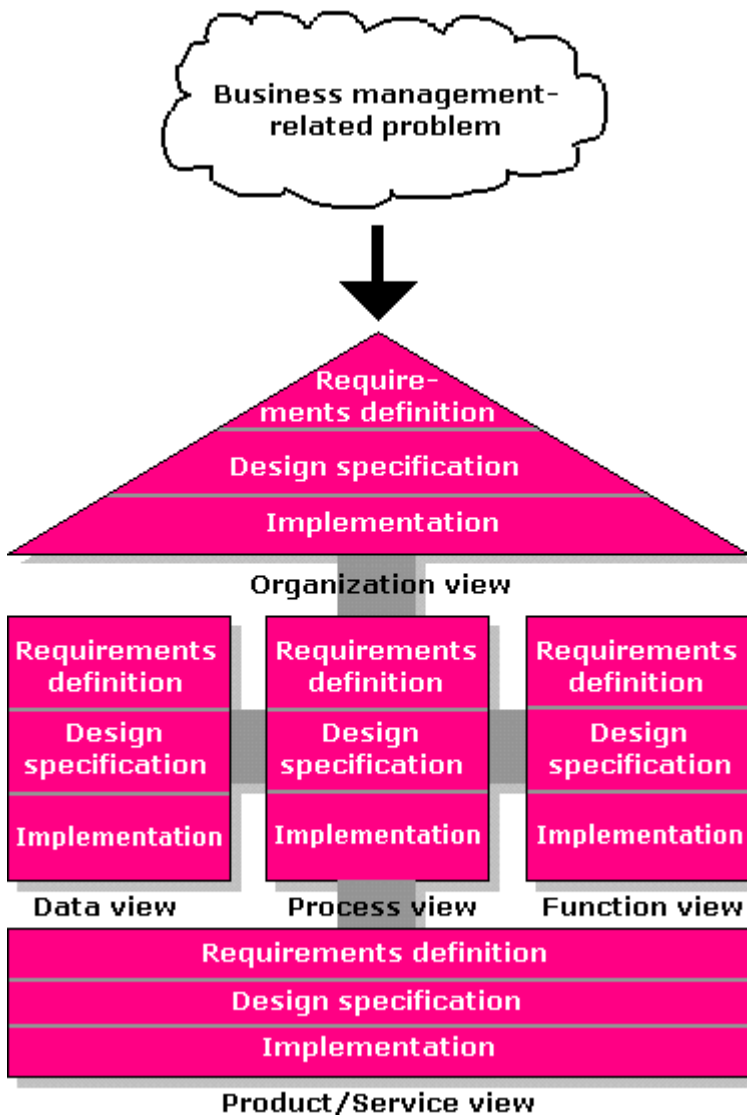 Business management-
related problem
Require-
ments definition
Design specification
Implementation
Organization view
Requirements
definition
Design
specification
Implementation
Data view
Requirements
definition
Design
specification
Implementation
Process view
Requirements
definition
Design
specification
Implementation
Function view
Requirements definition
Design specification
Implementation
Product/Service view